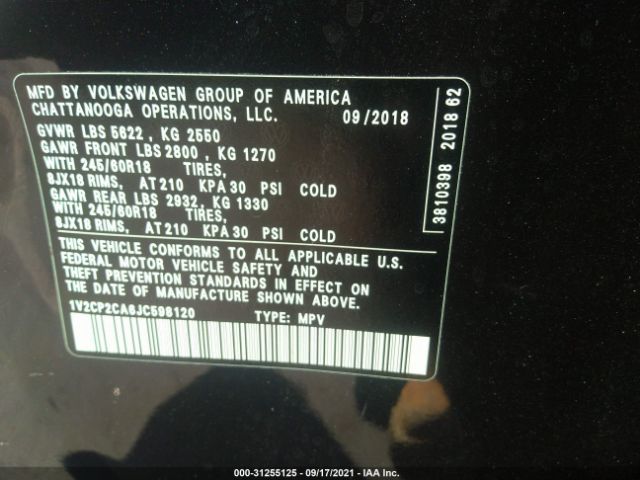 MFD BY VOLKSWAGEN GROUP OF AMERICA
CHATTANOOGA OPERATIONS, LLC. 09/2018
GVWR LBS 5622 , KG 2550
GAWR FRONT LBS 2800 , KG 1270
WITH 245/60R18 TIRES,
8JX18 RIMS, AT 210 KPA 30 PSI COLD
GAWR REAR LBS 2932, KG 1330
WITH 245/60R18 TIRES,
8JX18 RIMS, AT 210 KPA 30 PSI COLD
THIS VEHICLE CONFORMS TO ALL APPLICABLE U.S.
FEDERAL MOTOR VEHICLE SAFETY AND
THEFT PREVENTION STANDARDS IN EFFECT ON
THE DATE OF MANUFACTURE SHOWN ABOVE.
1V2CP2CA6JC598120 TYPE: MPV
3810398 2018 62
000-31255125 - 09/17/2021 - IAA Inc.